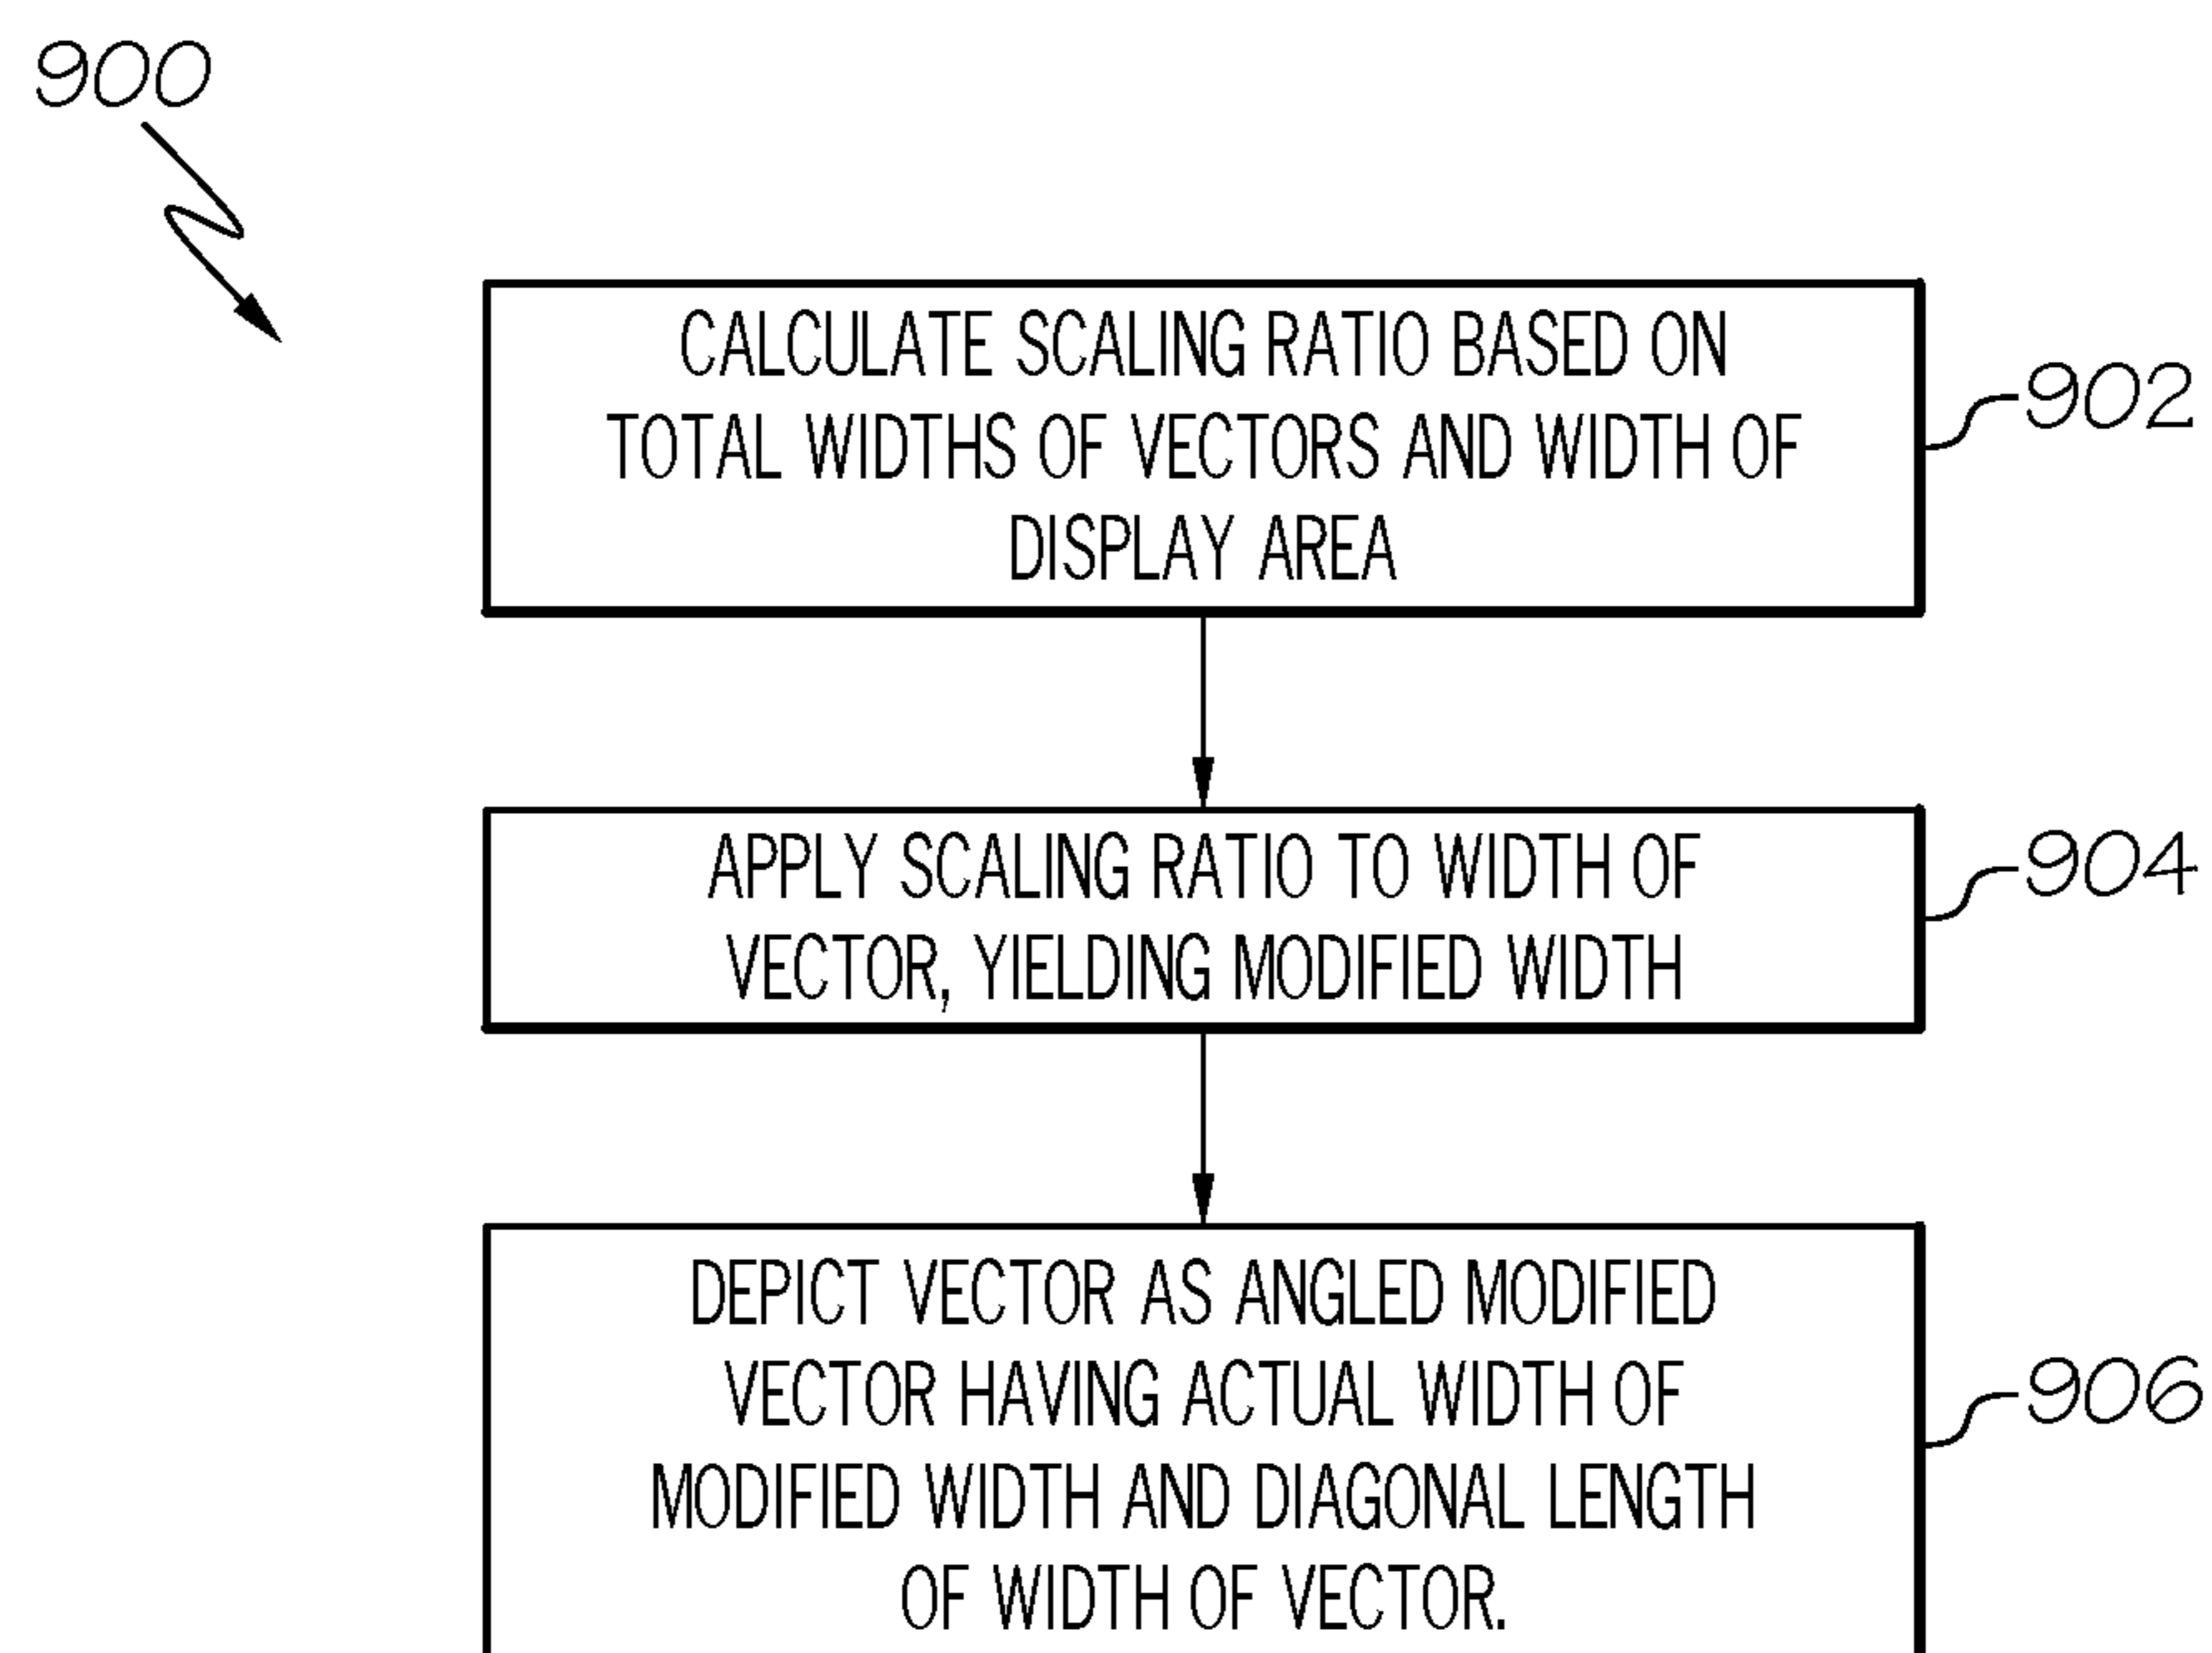 900
CALCULATE SCALING RATIO BASED ON
TOTAL WIDTHS OF VECTORS AND WIDTH OF
DISPLAY AREA
902
APPLY SCALING RATIO TO WIDTH OF
VECTOR, YIELDING MODIFIED WIDTH
904
DEPICT VECTOR AS ANGLED MODIFIED
VECTOR HAVING ACTUAL WIDTH OF
MODIFIED WIDTH AND DIAGONAL LENGTH
OF WIDTH OF VECTOR.
906